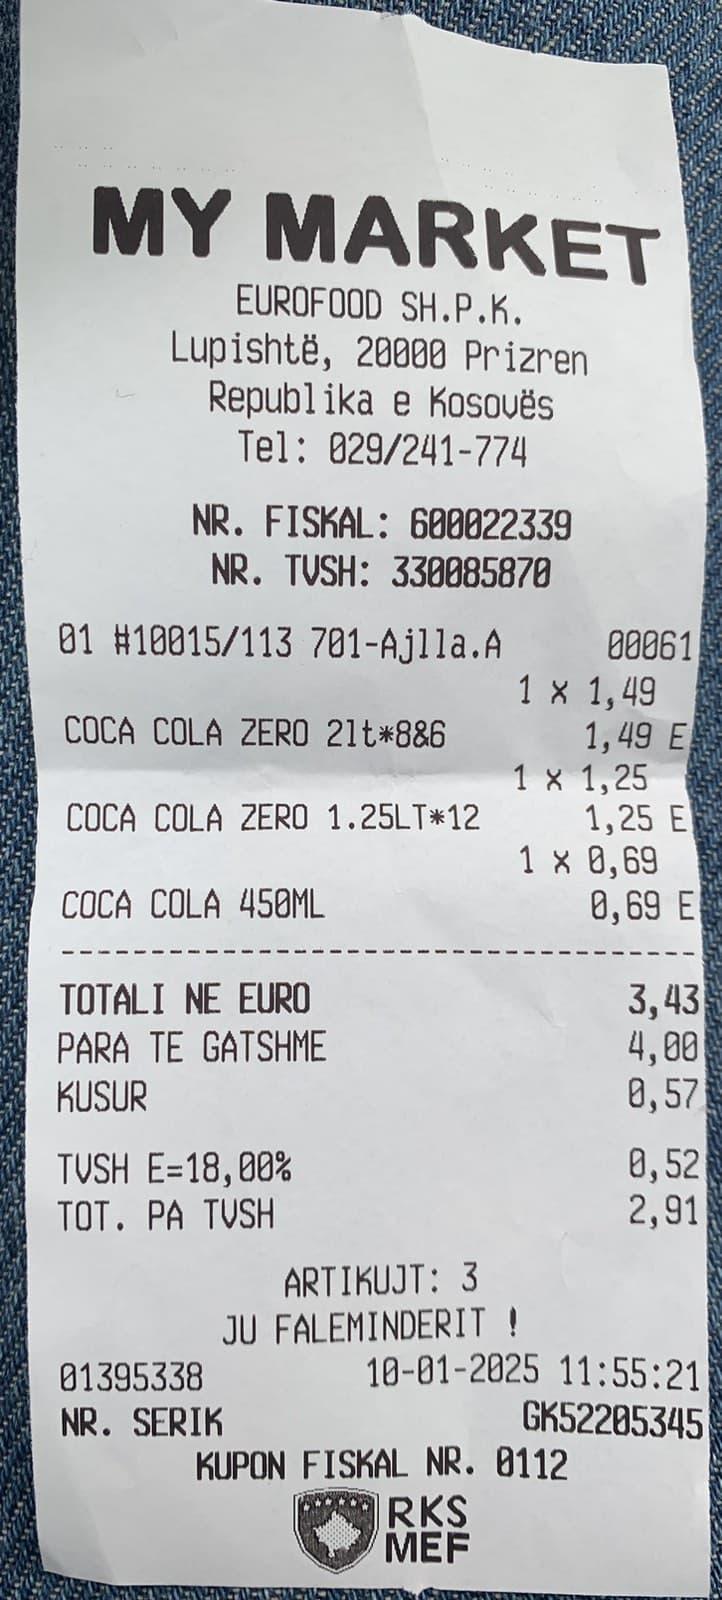 MY MARKET
EUROFOOD SH.P.K.
Lupishtë, 20000 Prizren
Republika e Kosovës
Tel: 029/241-774
NR. FISKAL: 600022339
NR. TVSH: 330085870
01 #10015/113 701-Ajlla.A 00061
1 x 1,49
COCA COLA ZERO 2lt*8&6 1,49 E
1 x 1,25
COCA COLA ZERO 1.25LT*12 1,25 E
1 x 0,69
COCA COLA 450ML 0,69 E
TOTALI NE EURO 3,43
PARA TE GATSHME 4,00
KUSUR 0,57
TVSH E=18,00% 0,52
TOT. PA TVSH 2,91
ARTIKUJT: 3
JU FALEMINDERIT !
01395338 10-01-2025 11:55:21
NR. SERIK GK52205345
KUPON FISKAL NR. 0112
RKS
MEF